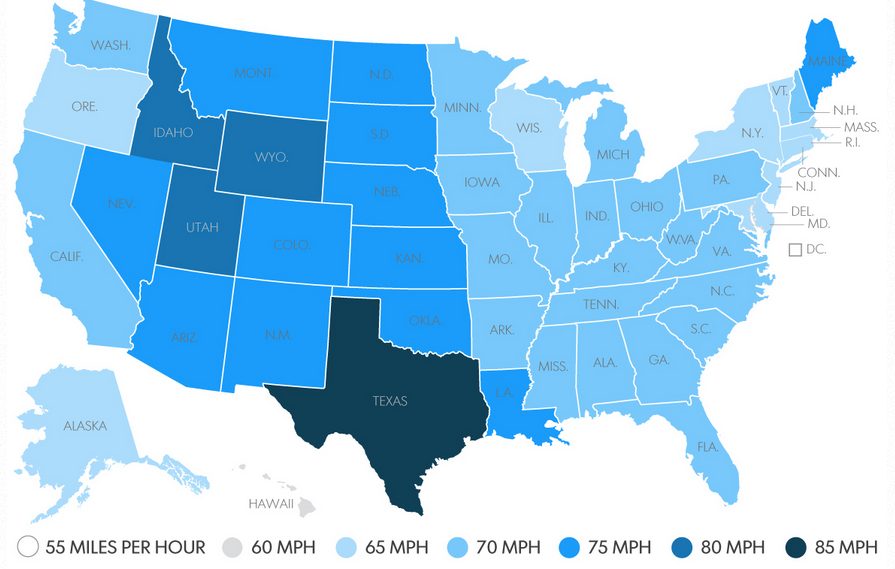 WASH.
MONT.
N.D.
MINN.
MAINE
VT.
ORE.
IDAHO
S.D.
WIS.
N.Y.
N.H.
MASS.
R.I.
WYO.
MICH
CONN.
N.J.
NEV.
NEB.
IOWA
PA.
UTAH
COLO.
ILL.
IND.
OHIO
DEL.
MD.
CALIF.
KAN.
MO.
KY.
W.VA.
VA.
DC.
ARIZ.
N.M.
OKLA.
ARK.
TENN.
N.C.
S.C.
TEXAS
LA.
MISS.
ALA.
GA.
ALASKA
FLA.
HAWAII
55 MILES PER HOUR 60 MPH 65 MPH 70 MPH 75 MPH 80 MPH 85 MPH